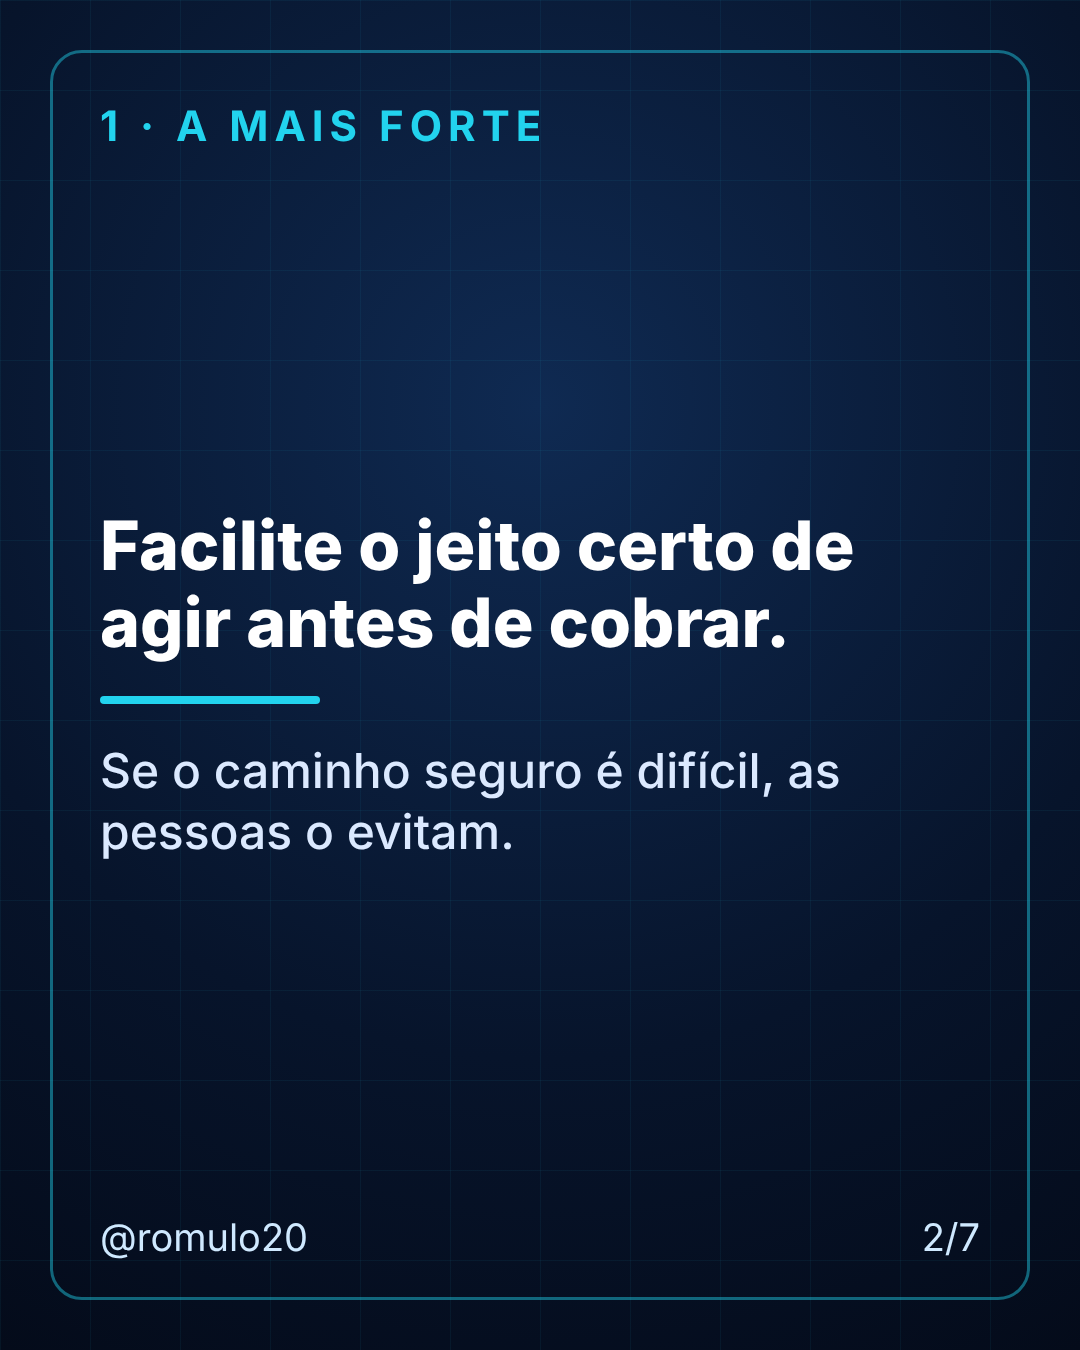 1 · A MAIS FORTE
Facilite o jeito certo de
agir antes de cobrar.
Se o caminho seguro é difícil, as
pessoas o evitam.
@romulo20
2/7